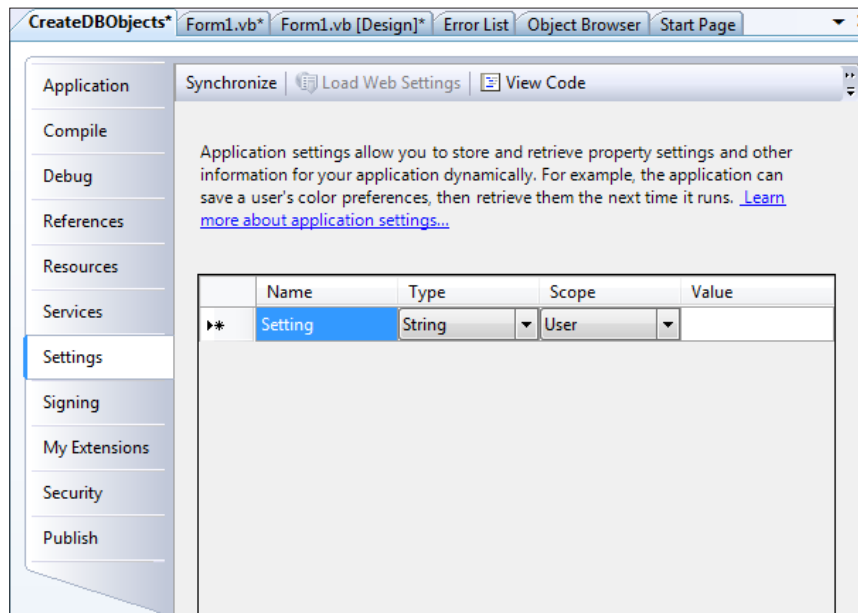 CreateDBObjects* Form1.vb* Form1.vb [Design]* Error List Object Browser Start Page
Synchronize Load Web Settings View Code
Application
Compile
Debug
References
Resources
Services
Settings
Signing
My Extensions
Security
Publish
Application settings allow you to store and retrieve property settings and other
information for your application dynamically. For example, the application can
save a user's color preferences, then retrieve them the next time it runs. Learn
more about application settings...
Name Type Scope Value
Setting String User